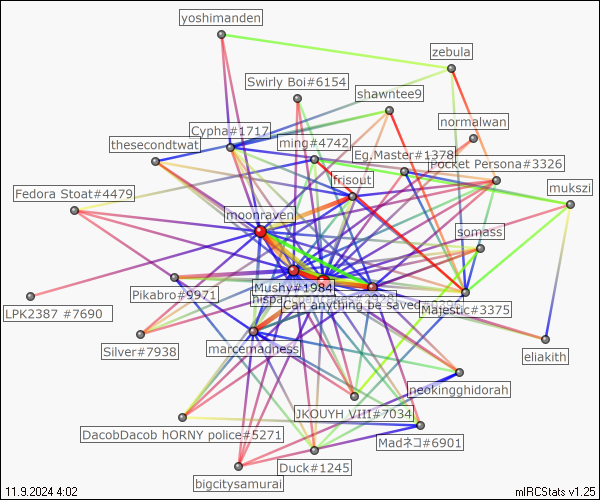 yoshimanden
zebula
Swirly Boi#6154
shawntee9
normalwan
Cypha#1717
ming#4742
thesecondtwat
Eg.Master#1378
Pocket Persona#3326
frisout
Fedora Stoat#4479
mukszi
moonraven
somass
Mushy#1984
Pikabro#9971
Can anything be saved
Majestic#3375
LPK2387 #7690
Silver#7938
marcemadness
eliakith
neokingghidorah
JKOUYH VIII#7034
DacobDacob hORNY police#5271
Madネコ#6901
Duck#1245
bigcitysamurai
11.9.2024 4:02
mIRCStats v1.25